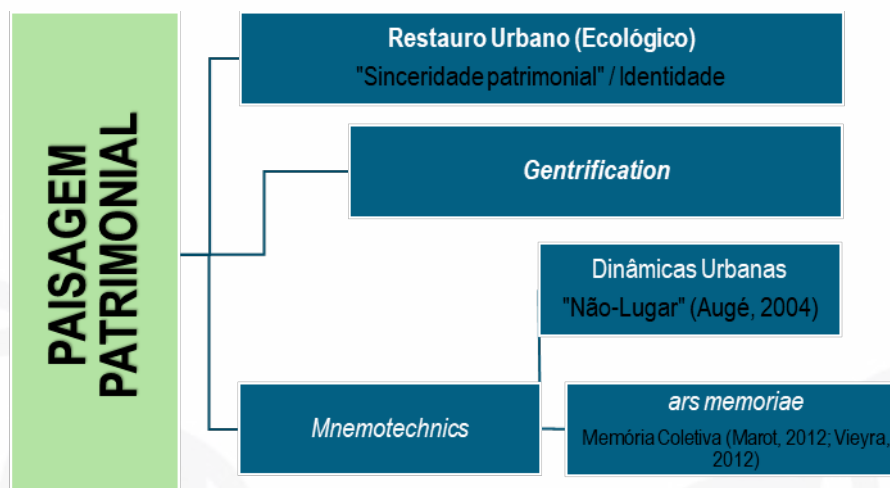 PAISAGEM
PATRIMONIAL
Restauro Urbano (Ecológico)
"Sinceridade patrimonial" / Identidade
Gentrification
Dinâmicas Urbanas
"Não-Lugar" (Augé, 2004)
Mnemotechnics
ars memoriae
Memória Coletiva (Marot, 2012; Vieyra,
2012)